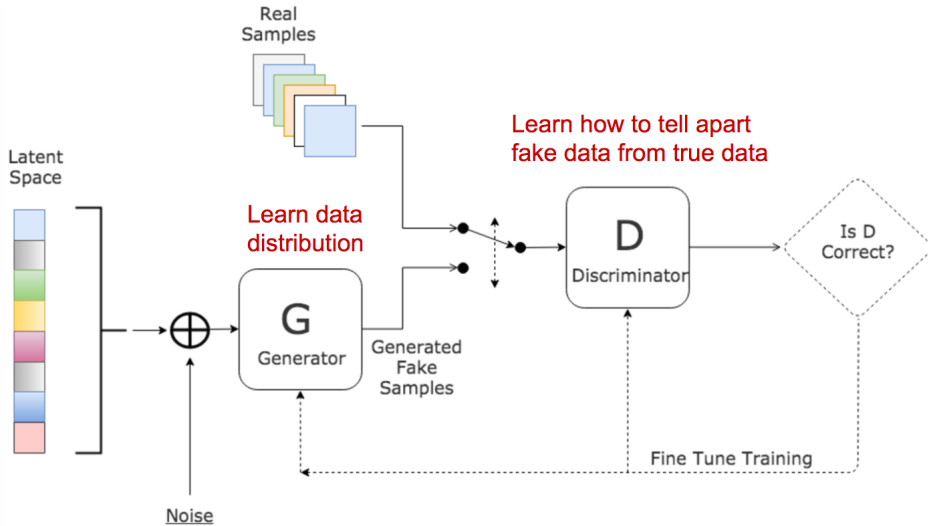 Real
Samples
Learn how to tell apart
fake data from true data
Latent
Space
Learn data
distribution
D
Discriminator
Is D
Correct?
G
Generator
Generated
Fake
Samples
Fine Tune Training
Noise